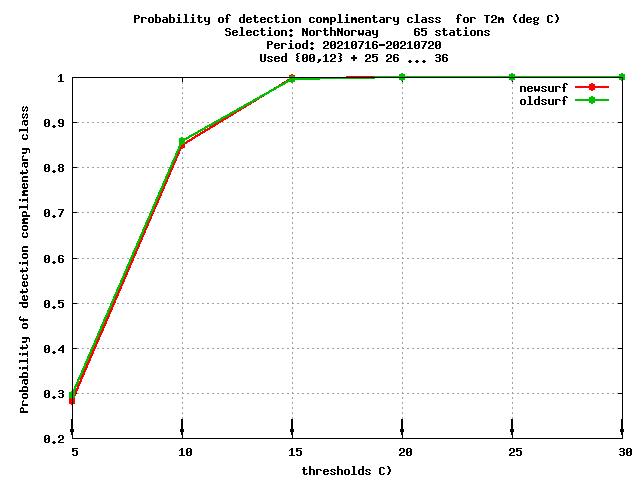 Probability of detection complimentary class  for T2m (deg C)
Selection: NorthNorway     65 stations
Period: 20210716-20210720
Used {00,12} + 25 26 ... 36
newsurf
oldsurf
Probability of detection complimentary class
1
0.9
0.8
0.7
0.6
0.5
0.4
0.3
0.2
5 10 15 20 25 30
thresholds C)